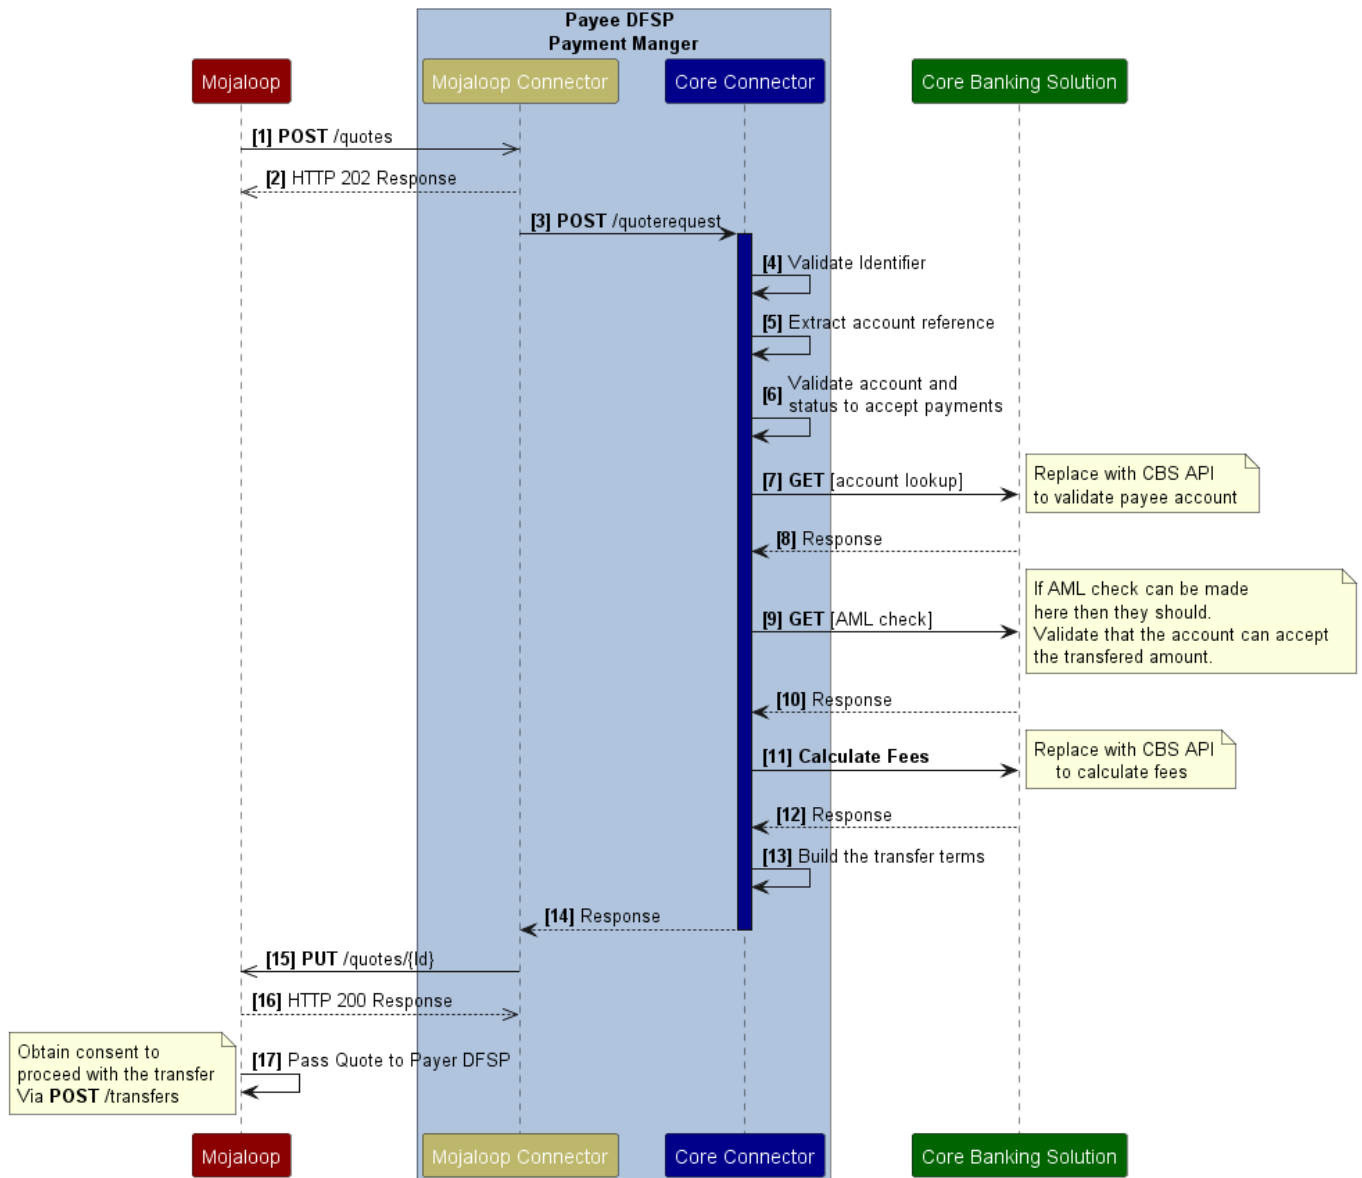 Payee DFSP
Payment Manger
Mojaloop
Mojaloop Connector
Core Connector
Core Banking Solution
[1] POST /quotes
[2] HTTP 202 Response
[3] POST /quoterequest
[4] Validate Identifier
[5] Extract account reference
[6] Validate account and
status to accept payments
[7] GET [account lookup]
Replace with CBS API
to validate payee account
[8] Response
[9] GET [AML check]
If AML check can be made
here then they should.
Validate that the account can accept
the transfered amount.
[10] Response
[11] Calculate Fees
Replace with CBS API
to calculate fees
[12] Response
[13] Build the transfer terms
[14] Response
[15] PUT /quotes/{Id}
[16] HTTP 200 Response
[17] Pass Quote to Payer DFSP
Obtain consent to
proceed with the transfer
Via POST /transfers
Mojaloop
Mojaloop Connector
Core Connector
Core Banking Solution